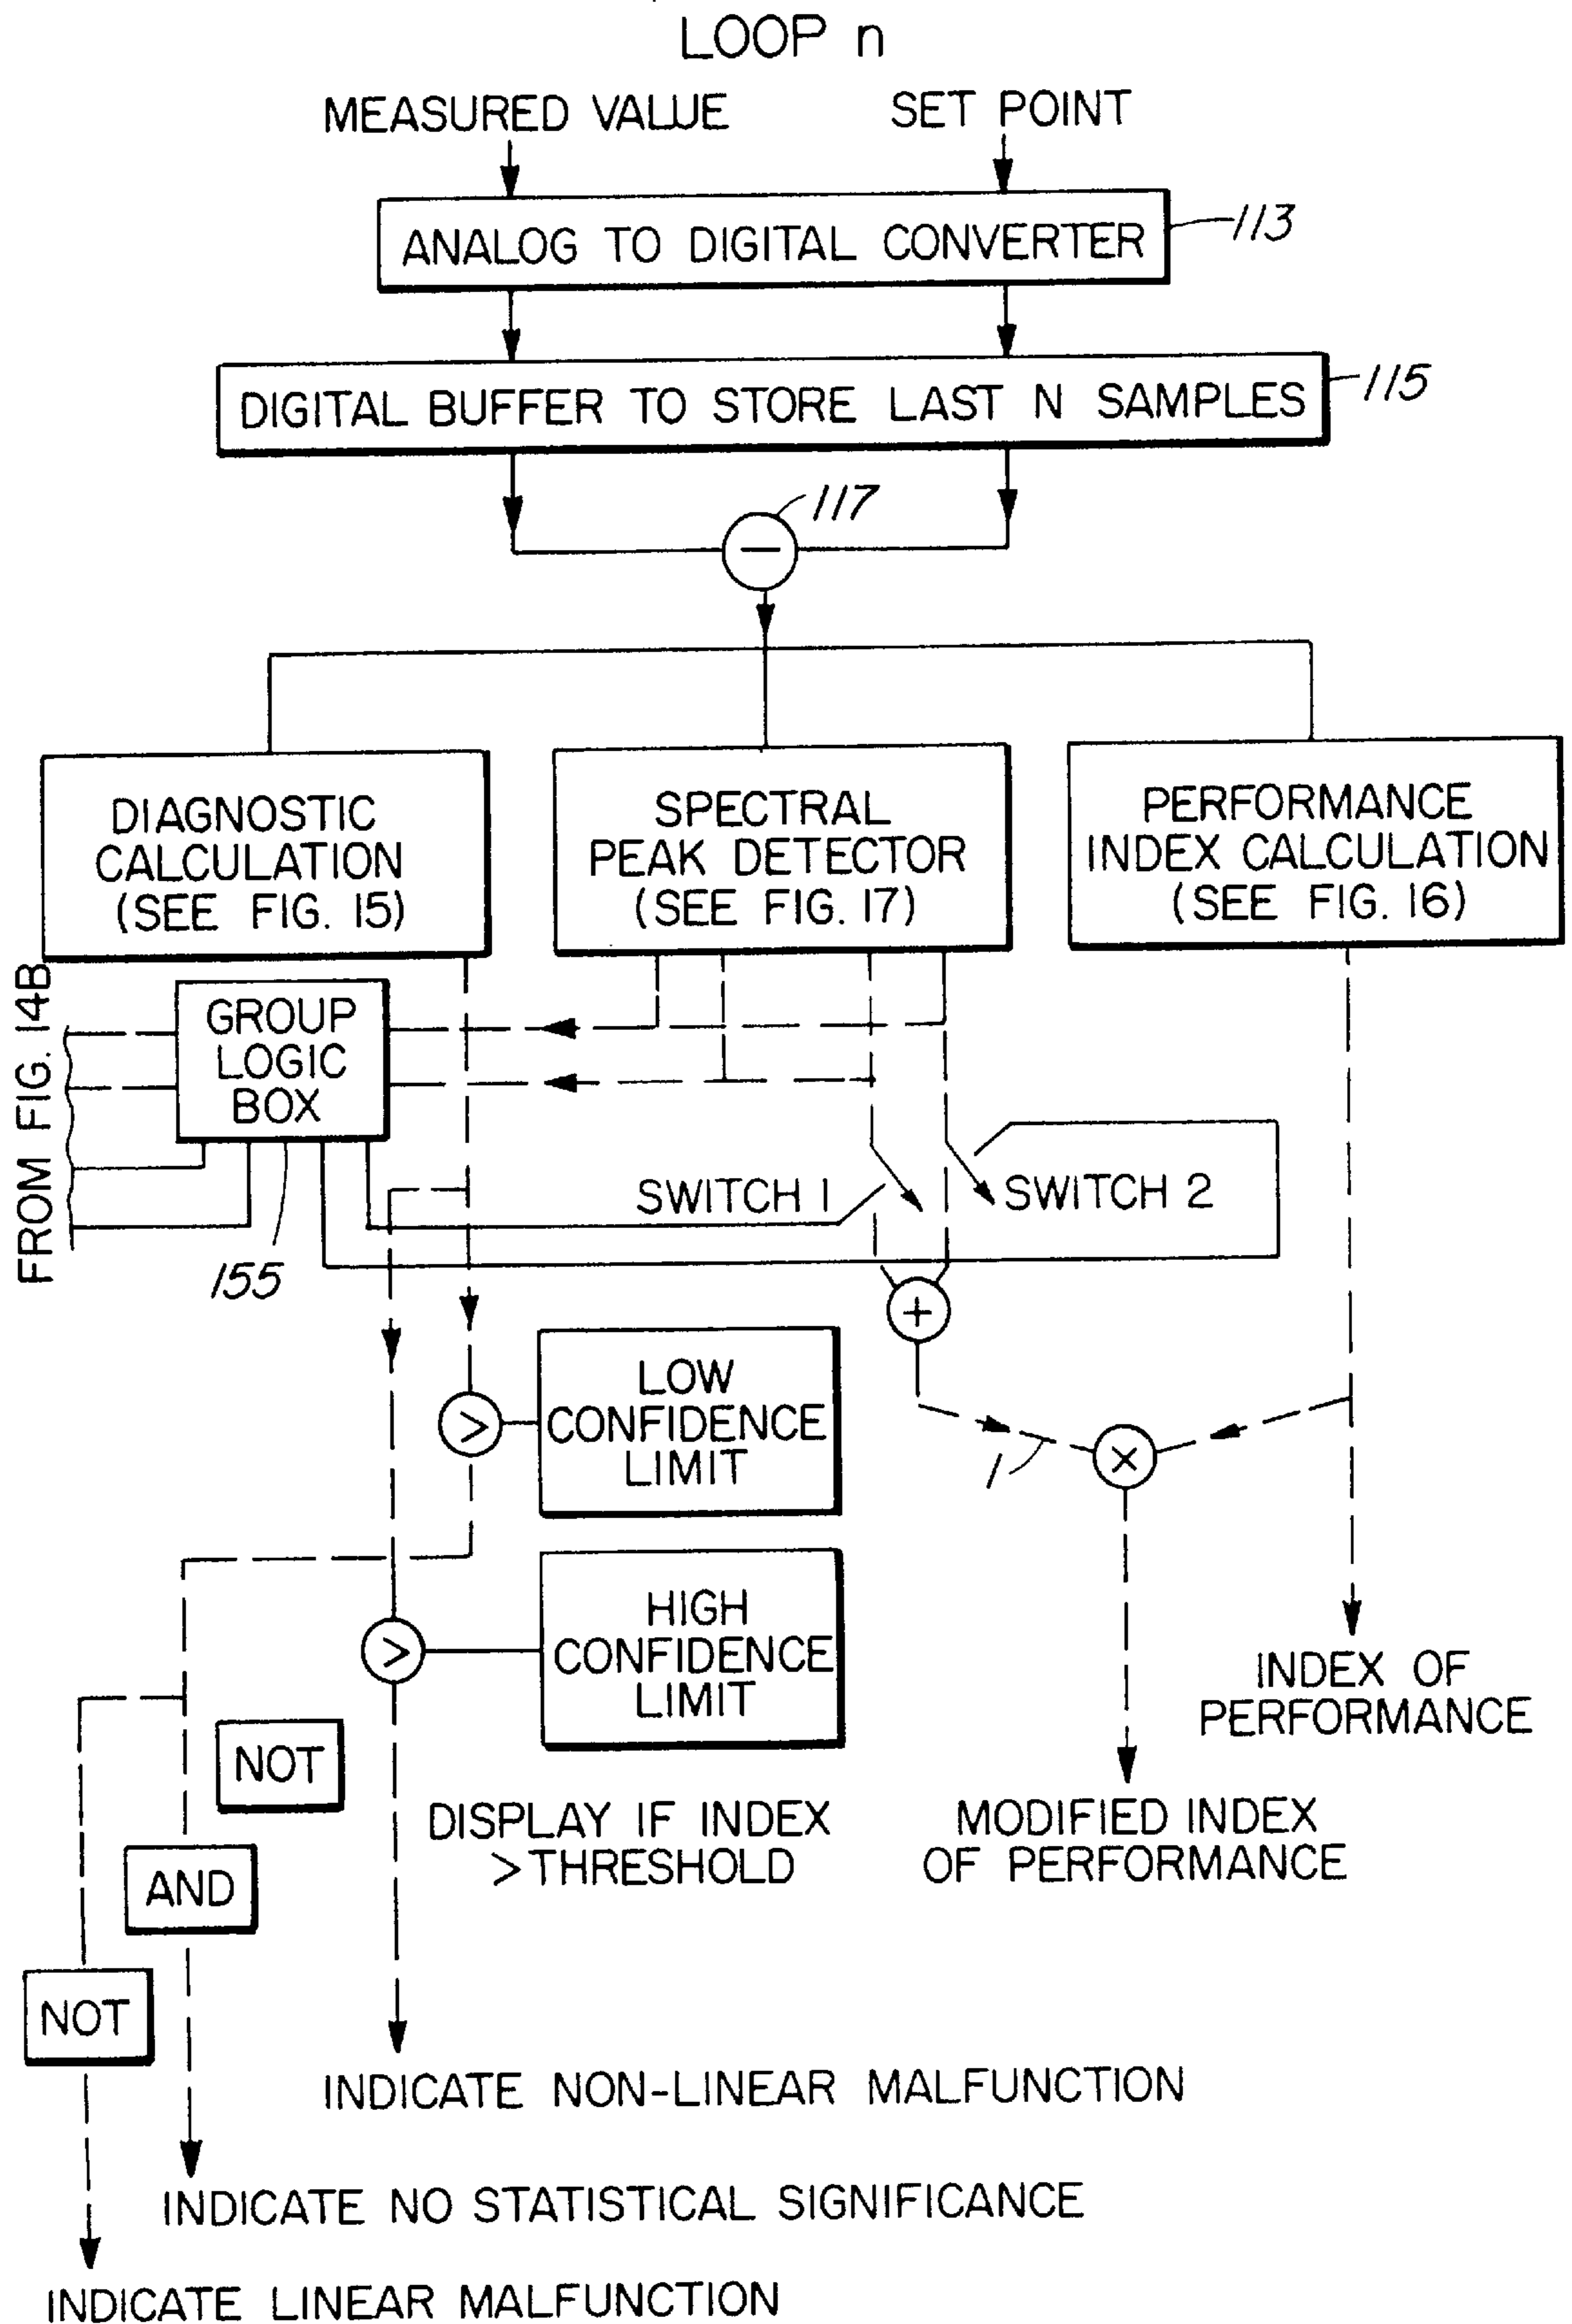 LOOP n
MEASURED VALUE
SET POINT
ANALOG TO DIGITAL CONVERTER
113
DIGITAL BUFFER TO STORE LAST N SAMPLES
115
117
−
DIAGNOSTIC
CALCULATION
(SEE FIG. 15)
SPECTRAL
PEAK DETECTOR
(SEE FIG. 17)
PERFORMANCE
INDEX CALCULATION
(SEE FIG. 16)
FROM FIG. 14B
GROUP
LOGIC
BOX
155
SWITCH 1
SWITCH 2
+
LOW
CONFIDENCE
LIMIT
>
1
×
HIGH
CONFIDENCE
LIMIT
>
INDEX OF
PERFORMANCE
NOT
DISPLAY IF INDEX
> THRESHOLD
MODIFIED INDEX
OF PERFORMANCE
AND
NOT
INDICATE NON-LINEAR MALFUNCTION
INDICATE NO STATISTICAL SIGNIFICANCE
INDICATE LINEAR MALFUNCTION